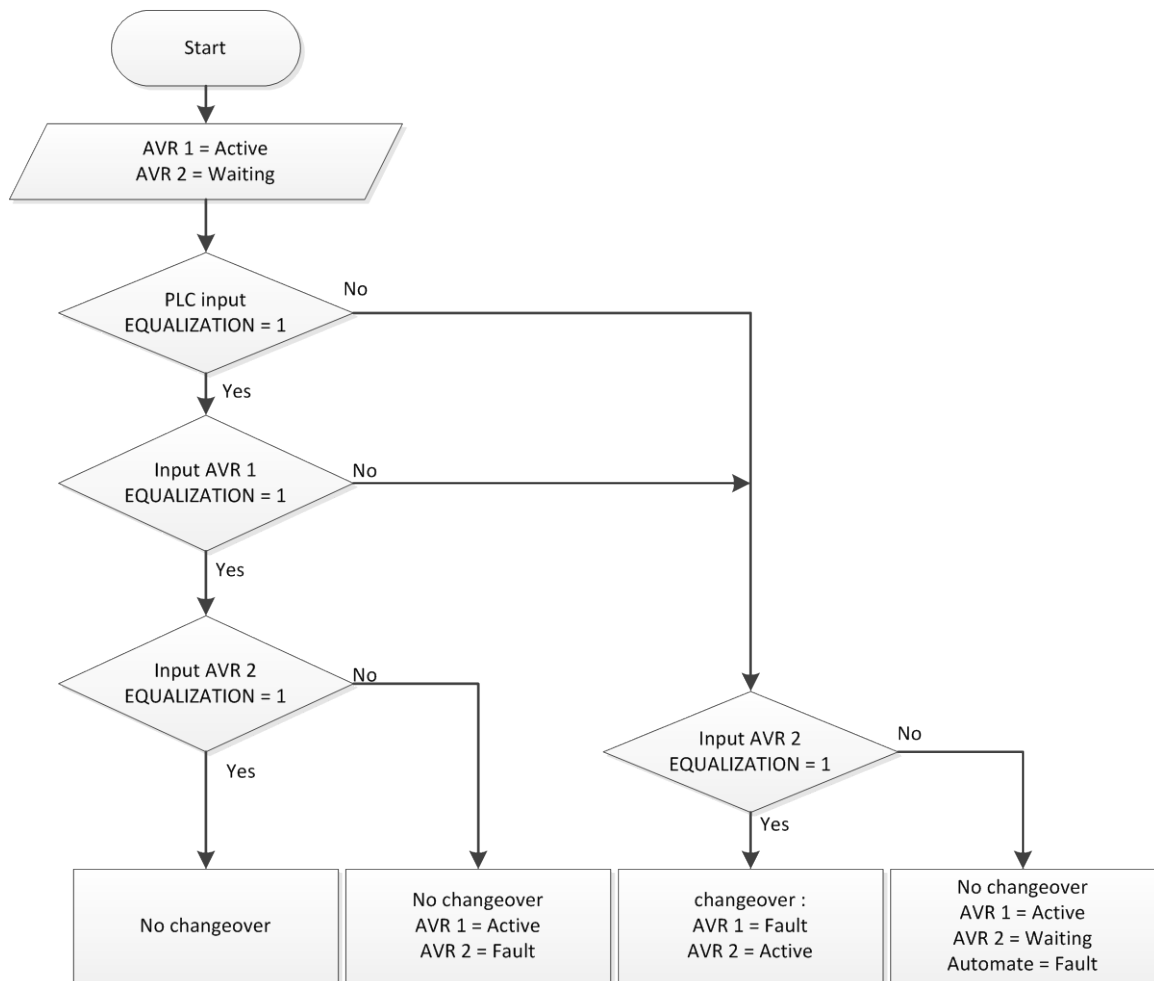 Start
AVR 1 = Active
AVR 2 = Waiting
PLC input
EQUALIZATION = 1
No
Yes
Input AVR 1
EQUALIZATION = 1
No
Yes
Input AVR 2
EQUALIZATION = 1
No
Yes
Input AVR 2
EQUALIZATION = 1
No
Yes
No changeover
No changeover
AVR 1 = Active
AVR 2 = Fault
changeover :
AVR 1 = Fault
AVR 2 = Active
No changeover
AVR 1 = Active
AVR 2 = Waiting
Automate = Fault